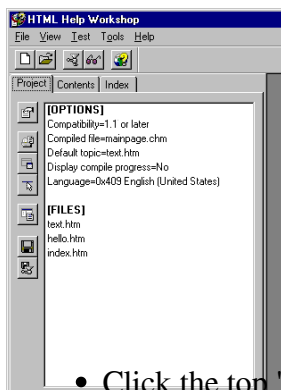 HTML Help Workshop
File View Test Tools Help
Project Contents Index
[OPTIONS]
Compatibility=1.1 or later
Compiled file=mainpage.chm
Default topic=text.htm
Display compile progress=No
Language=0x409 English (United States)
[FILES]
text.htm
hello.htm
index.htm
• Click the top "